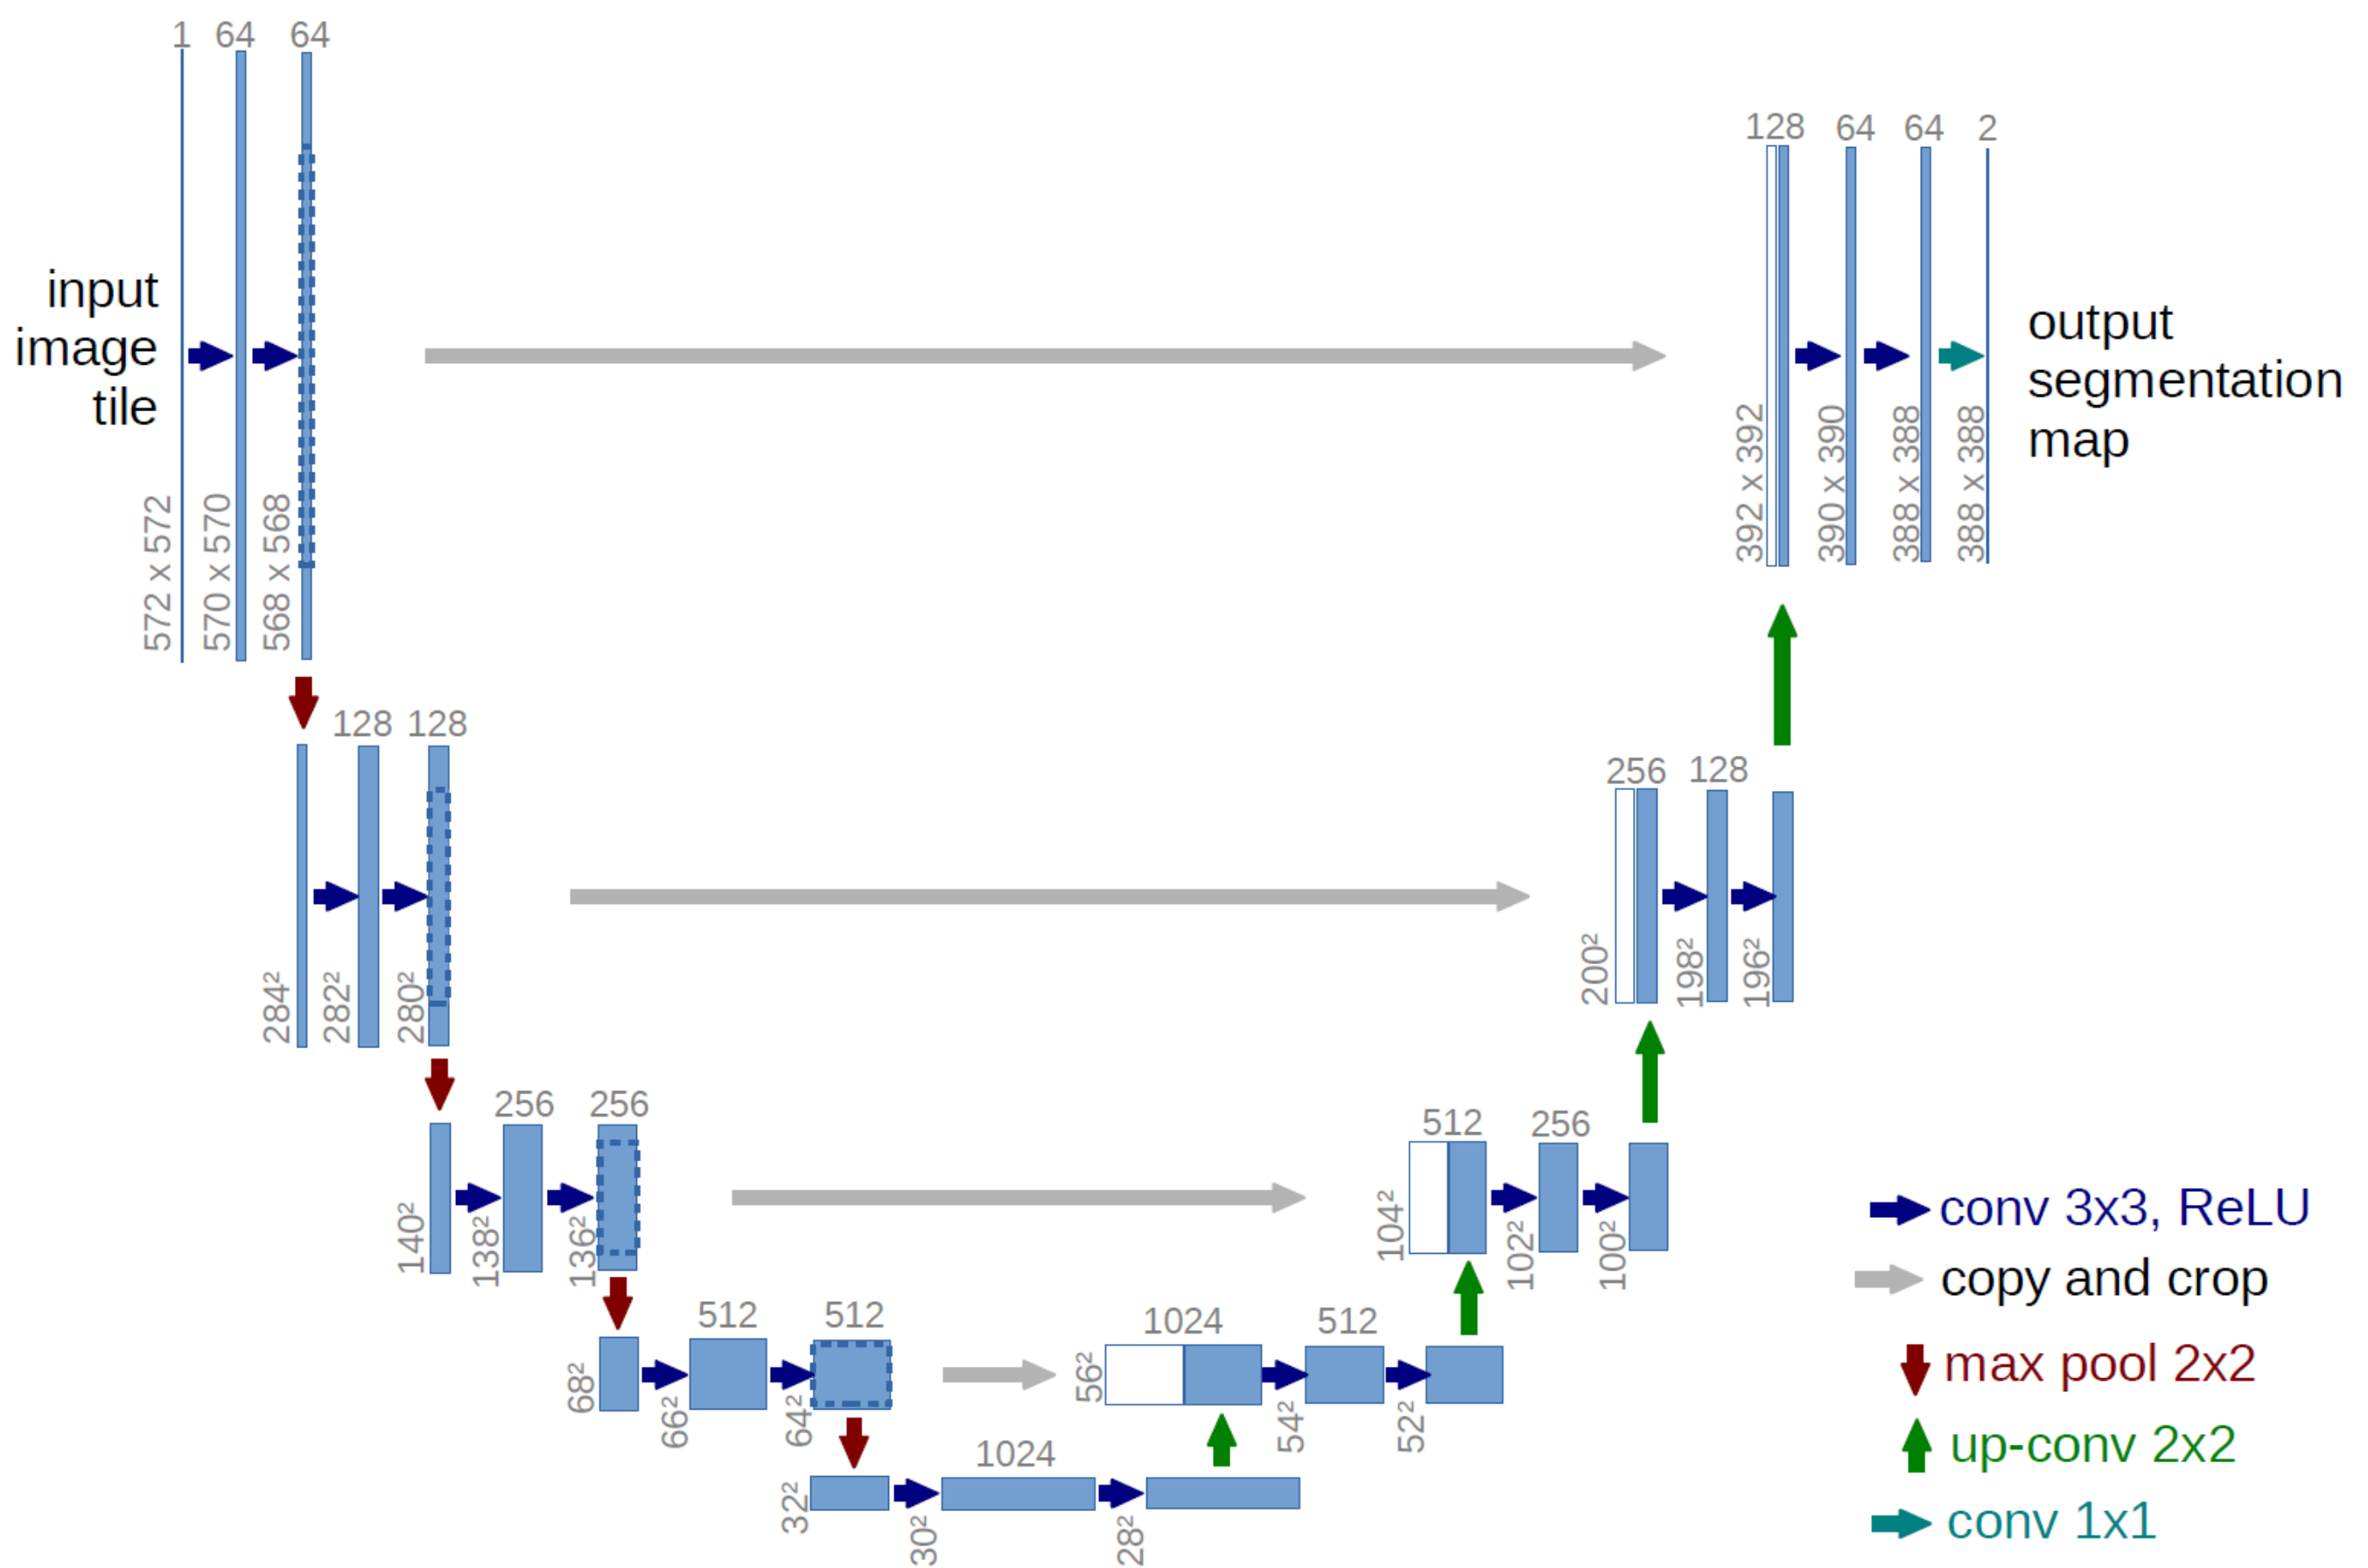 1 64 64
input
image
tile
572 x 572
570 x 570
568 x 568
128 64 64 2
392 x 392
390 x 390
388 x 388
388 x 388
output
segmentation
map
128 128
284²
282²
280²
256 128
200²
198²
196²
256 256
140²
138²
136²
512 256
104²
102²
100²
512 512
68²
66²
64²
1024 512
56²
54²
52²
1024
32²
30²
28²
conv 3x3, ReLU
copy and crop
max pool 2x2
up-conv 2x2
conv 1x1